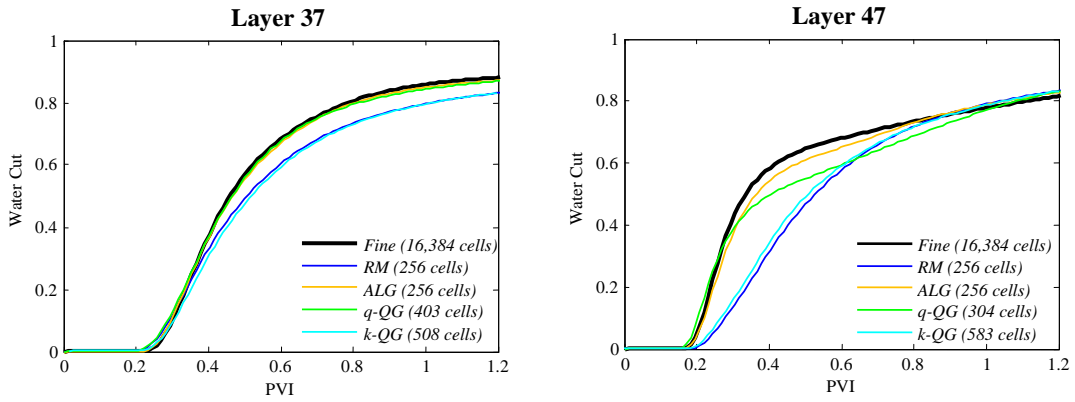 Layer 37
1
0.8
0.6
0.4
0.2
0
Water Cut
0 0.2 0.4 0.6 0.8 1 1.2
PVI
Fine (16,384 cells)
RM (256 cells)
ALG (256 cells)
q-QG (403 cells)
k-QG (508 cells)
Layer 47
1
0.8
0.6
0.4
0.2
0
Water Cut
0 0.2 0.4 0.6 0.8 1 1.2
PVI
Fine (16,384 cells)
RM (256 cells)
ALG (256 cells)
q-QG (304 cells)
k-QG (583 cells)